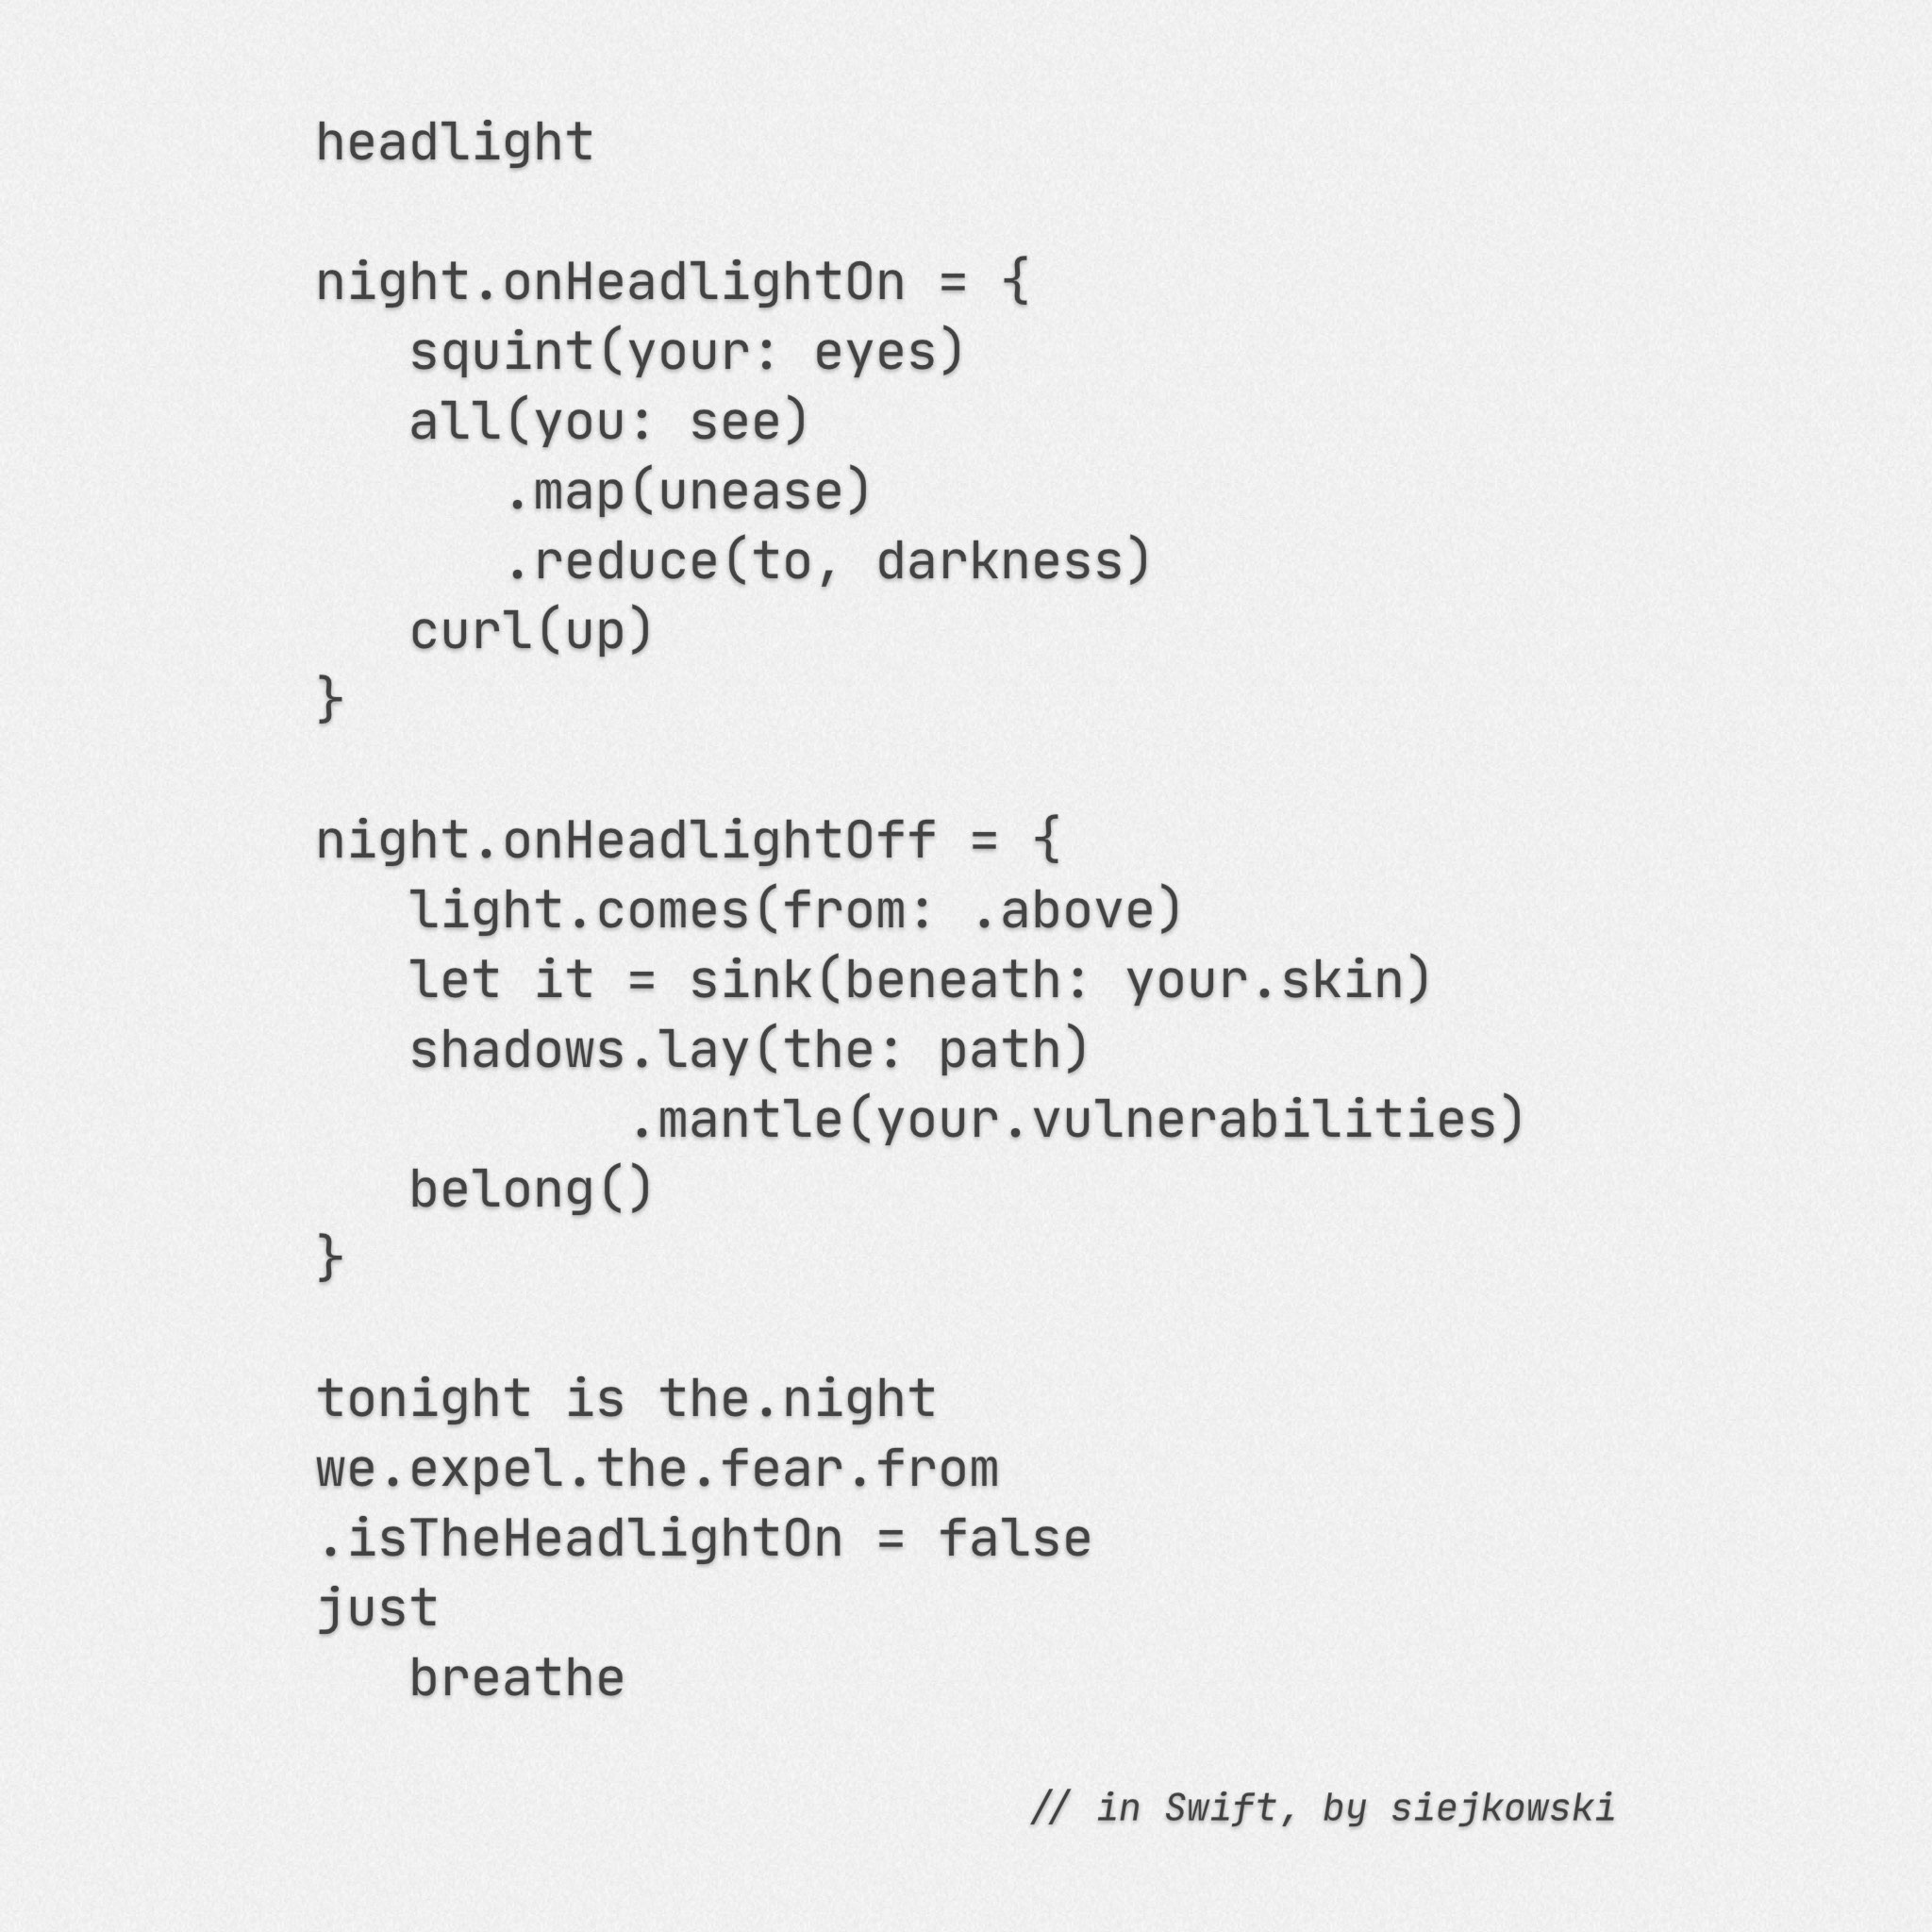 headlight

night.onHeadlightOn = {
   squint(your: eyes)
   all(you: see)
      .map(unease)
      .reduce(to, darkness)
   curl(up)
}

night.onHeadlightOff = {
   light.comes(from: .above)
   let it = sink(beneath: your.skin)
   shadows.lay(the: path)
          .mantle(your.vulnerabilities)
   belong()
}

tonight is the.night
we.expel.the.fear.from
.isTheHeadlightOn = false
just
   breathe

// in Swift, by siejkowski